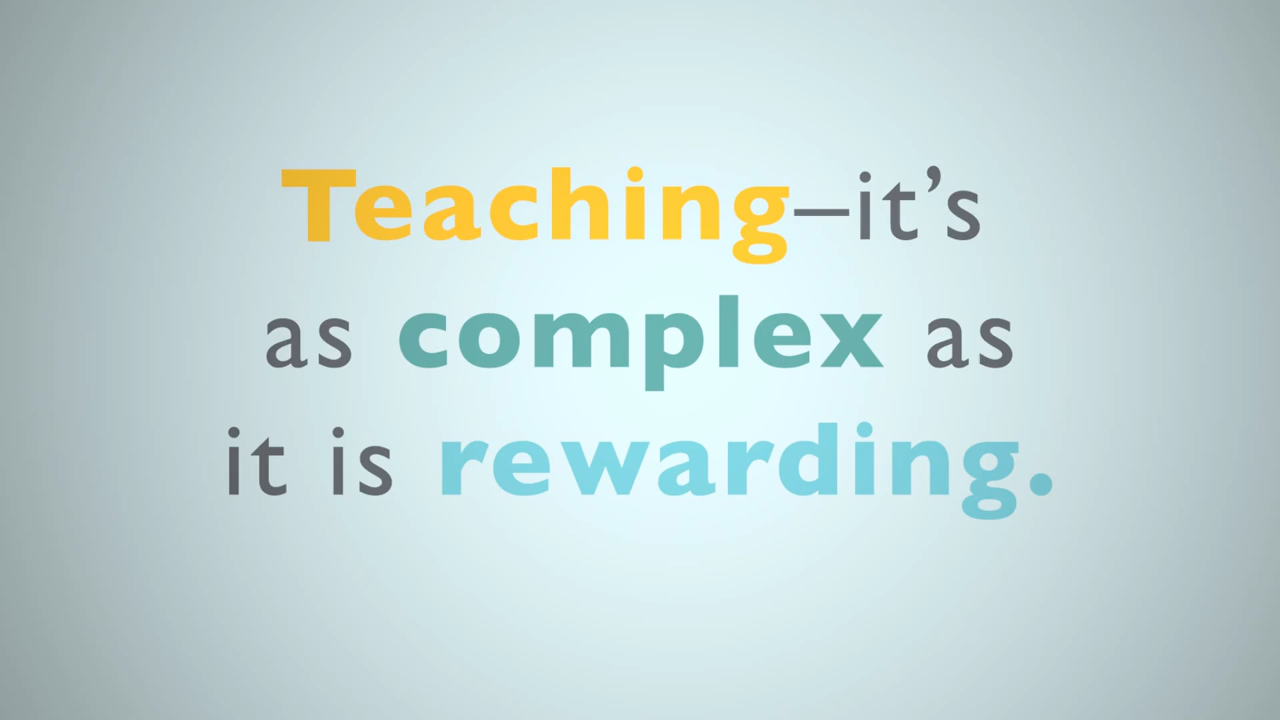 Teaching–it’s
as complex as
it is rewarding.